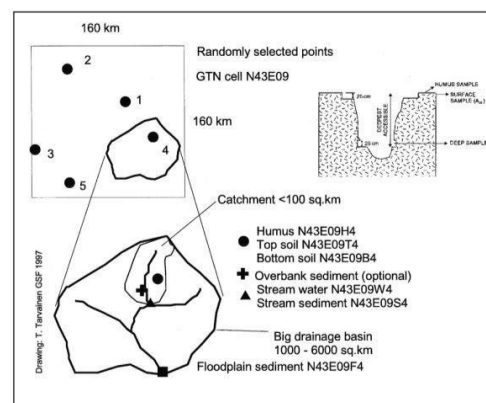 160 km
Randomly selected points
GTN cell N43E09
2
1
160 km
3
4
5
HUMUS SAMPLE
SURFACE
20 cm
DEEPEST
ACCESSIBLE
20 cm
DEEP SAMPLE
Catchment <100 sq.km
Humus N43E09H4
Top soil N43E09T4
Bottom soil N43E09B4
Overbank sediment (optional)
Stream water N43E09W4
Stream sediment N43E09S4
Big drainage basin
1000 - 6000 sq.km
Floodplain sediment N43E09F4
Drawing: T. Tarvainen GSF 1997